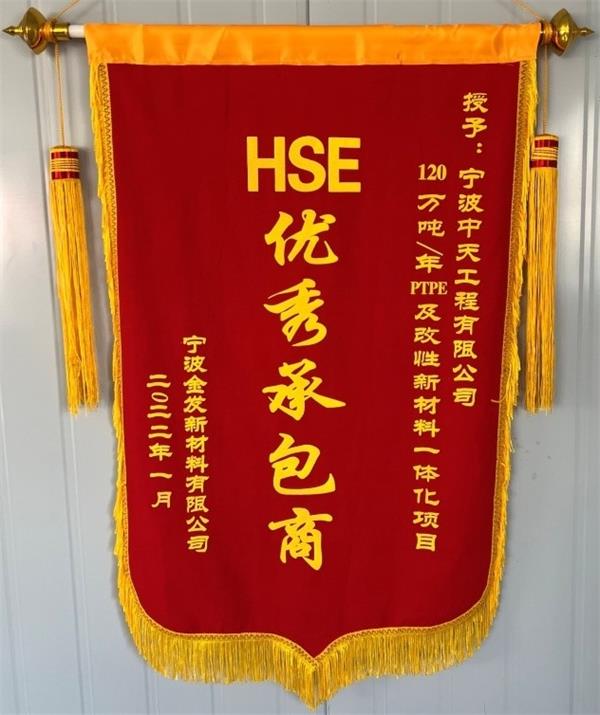 授予：宁波中天工程有限公司
120万吨/年PTPE及改性新材料一体化项目
HSE
优秀承包商
宁波金发新材料有限公司
二〇二二年一月